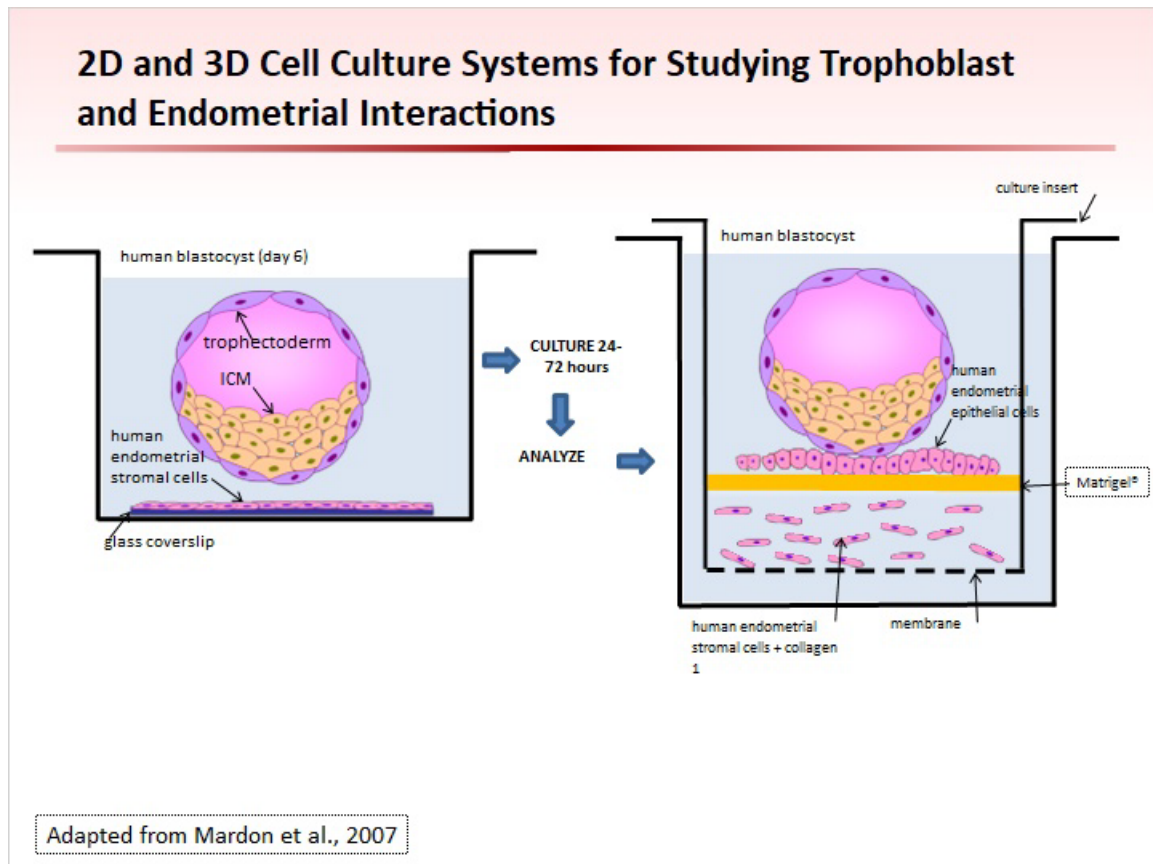 2D and 3D Cell Culture Systems for Studying Trophoblast
and Endometrial Interactions
human blastocyst (day 6)
trophectoderm
ICM
human
endometrial
stromal cells
glass coverslip
CULTURE 24-
72 hours
ANALYZE
culture insert
human blastocyst
human
endometrial
epithelial cells
Matrigel®
human endometrial
stromal cells + collagen
1
membrane
Adapted from Mardon et al., 2007